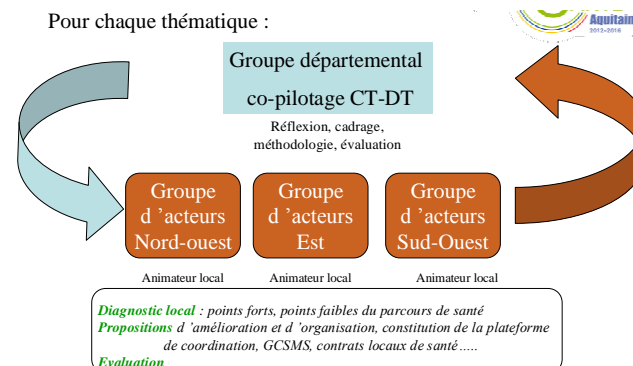 Pour chaque thématique :
Aquitain
2012-2016
Groupe départemental
co-pilotage CT-DT
Réflexion, cadrage,
méthodologie, évaluation
Groupe
d 'acteurs
Nord-ouest
Groupe
d 'acteurs
Est
Groupe
d 'acteurs
Sud-Ouest
Animateur local
Animateur local
Animateur local
Diagnostic local : points forts, points faibles du parcours de santé
Propositions d 'amélioration et d 'organisation, constitution de la plateforme
de coordination, GCSMS, contrats locaux de santé…..
Evaluation